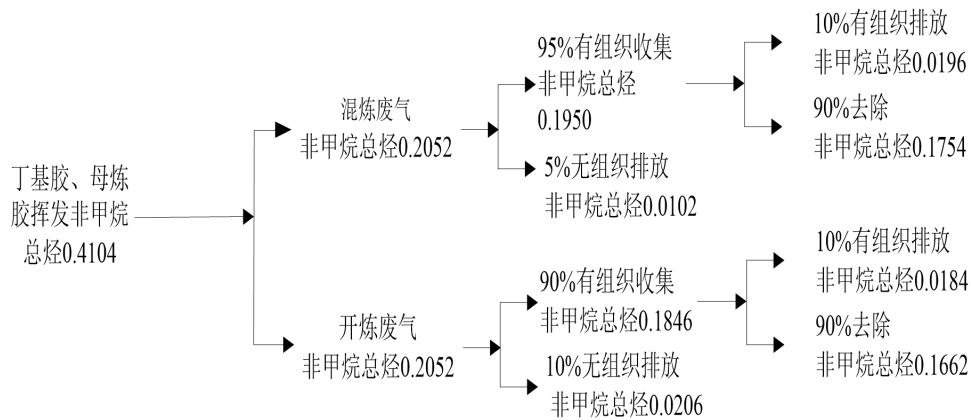 丁基胶、母炼
胶挥发非甲烷
总烃0.4104
混炼废气
非甲烷总烃0.2052
95%有组织收集
非甲烷总烃
0.1950
10%有组织排放
非甲烷总烃0.0196
90%去除
非甲烷总烃0.1754
5%无组织排放
非甲烷总烃0.0102
开炼废气
非甲烷总烃0.2052
90%有组织收集
非甲烷总烃0.1846
10%有组织排放
非甲烷总烃0.0184
90%去除
非甲烷总烃0.1662
10%无组织排放
非甲烷总烃0.0206